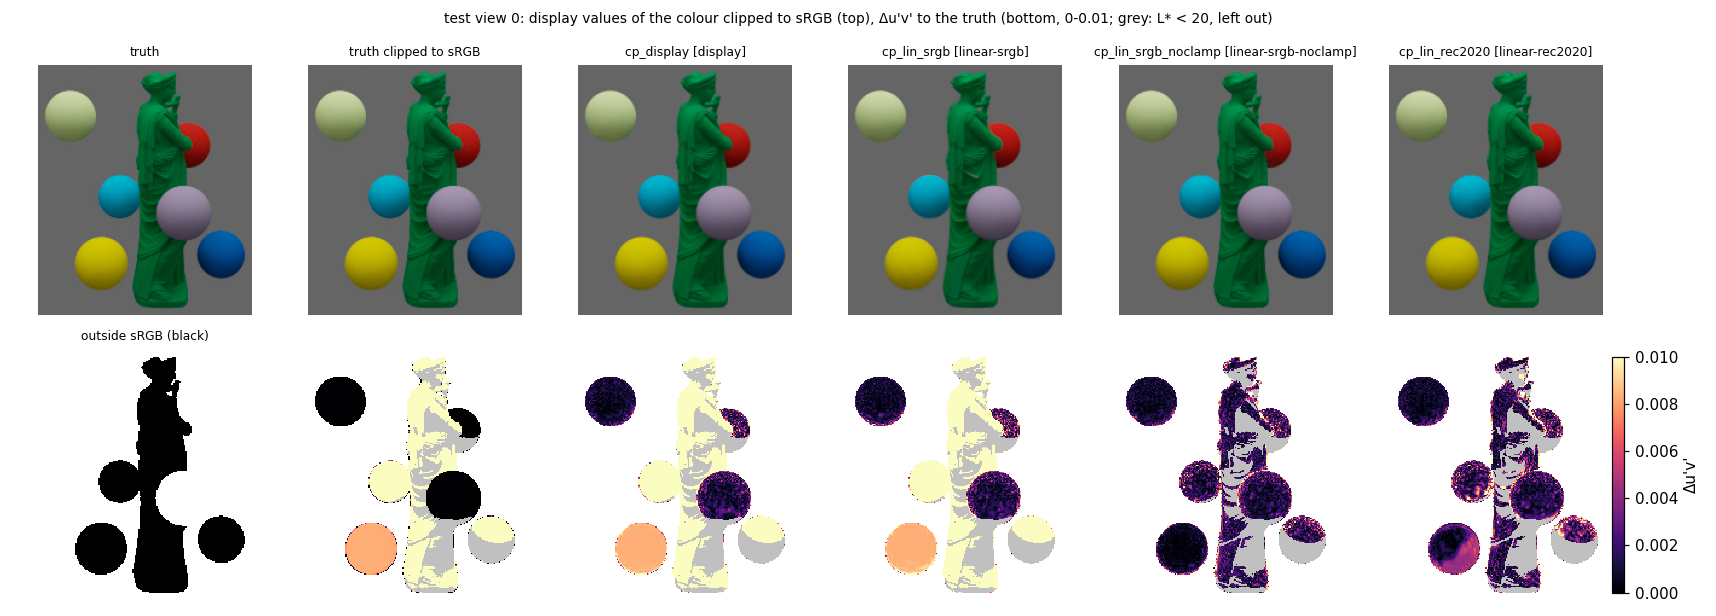 test view 0: display values of the colour clipped to sRGB (top), Δu'v' to the truth (bottom, 0-0.01; grey: L* < 20, left out)
truth
truth clipped to sRGB
cp_display [display]
cp_lin_srgb [linear-srgb]
cp_lin_srgb_noclamp [linear-srgb-noclamp]
cp_lin_rec2020 [linear-rec2020]
outside sRGB (black)
0.010
0.008
0.006
0.004
0.002
0.000
Δu'v'